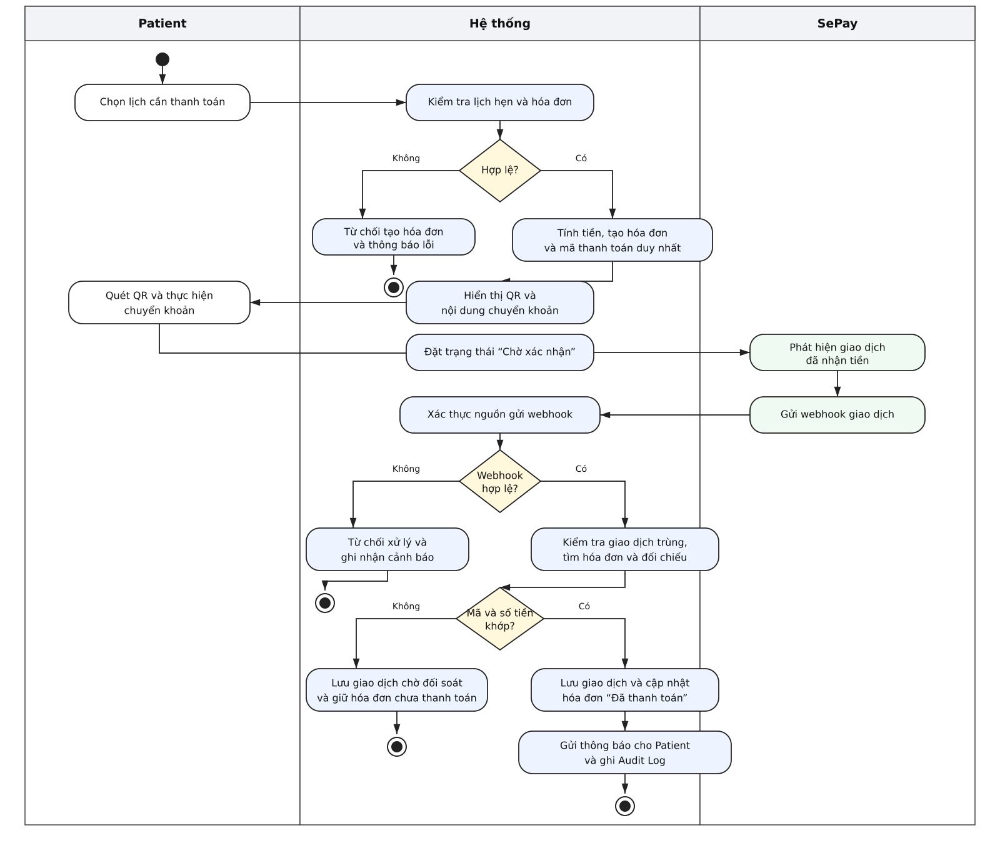 Patient
Hệ thống
SePay
Chọn lịch cần thanh toán
Kiểm tra lịch hẹn và hóa đơn
Không
Có
Hợp lệ?
Từ chối tạo hóa đơn
và thông báo lỗi
Tính tiền, tạo hóa đơn
và mã thanh toán duy nhất
Quét QR và thực hiện
chuyển khoản
Hiển thị QR và
nội dung chuyển khoản
Đặt trạng thái “Chờ xác nhận”
Phát hiện giao dịch
đã nhận tiền
Xác thực nguồn gửi webhook
Gửi webhook giao dịch
Không
Có
Webhook
hợp lệ?
Từ chối xử lý và
ghi nhận cảnh báo
Kiểm tra giao dịch trùng,
tìm hóa đơn và đối chiếu
Không
Có
Mã và số tiền
khớp?
Lưu giao dịch chờ đối soát
và giữ hóa đơn chưa thanh toán
Lưu giao dịch và cập nhật
hóa đơn “Đã thanh toán”
Gửi thông báo cho Patient
và ghi Audit Log